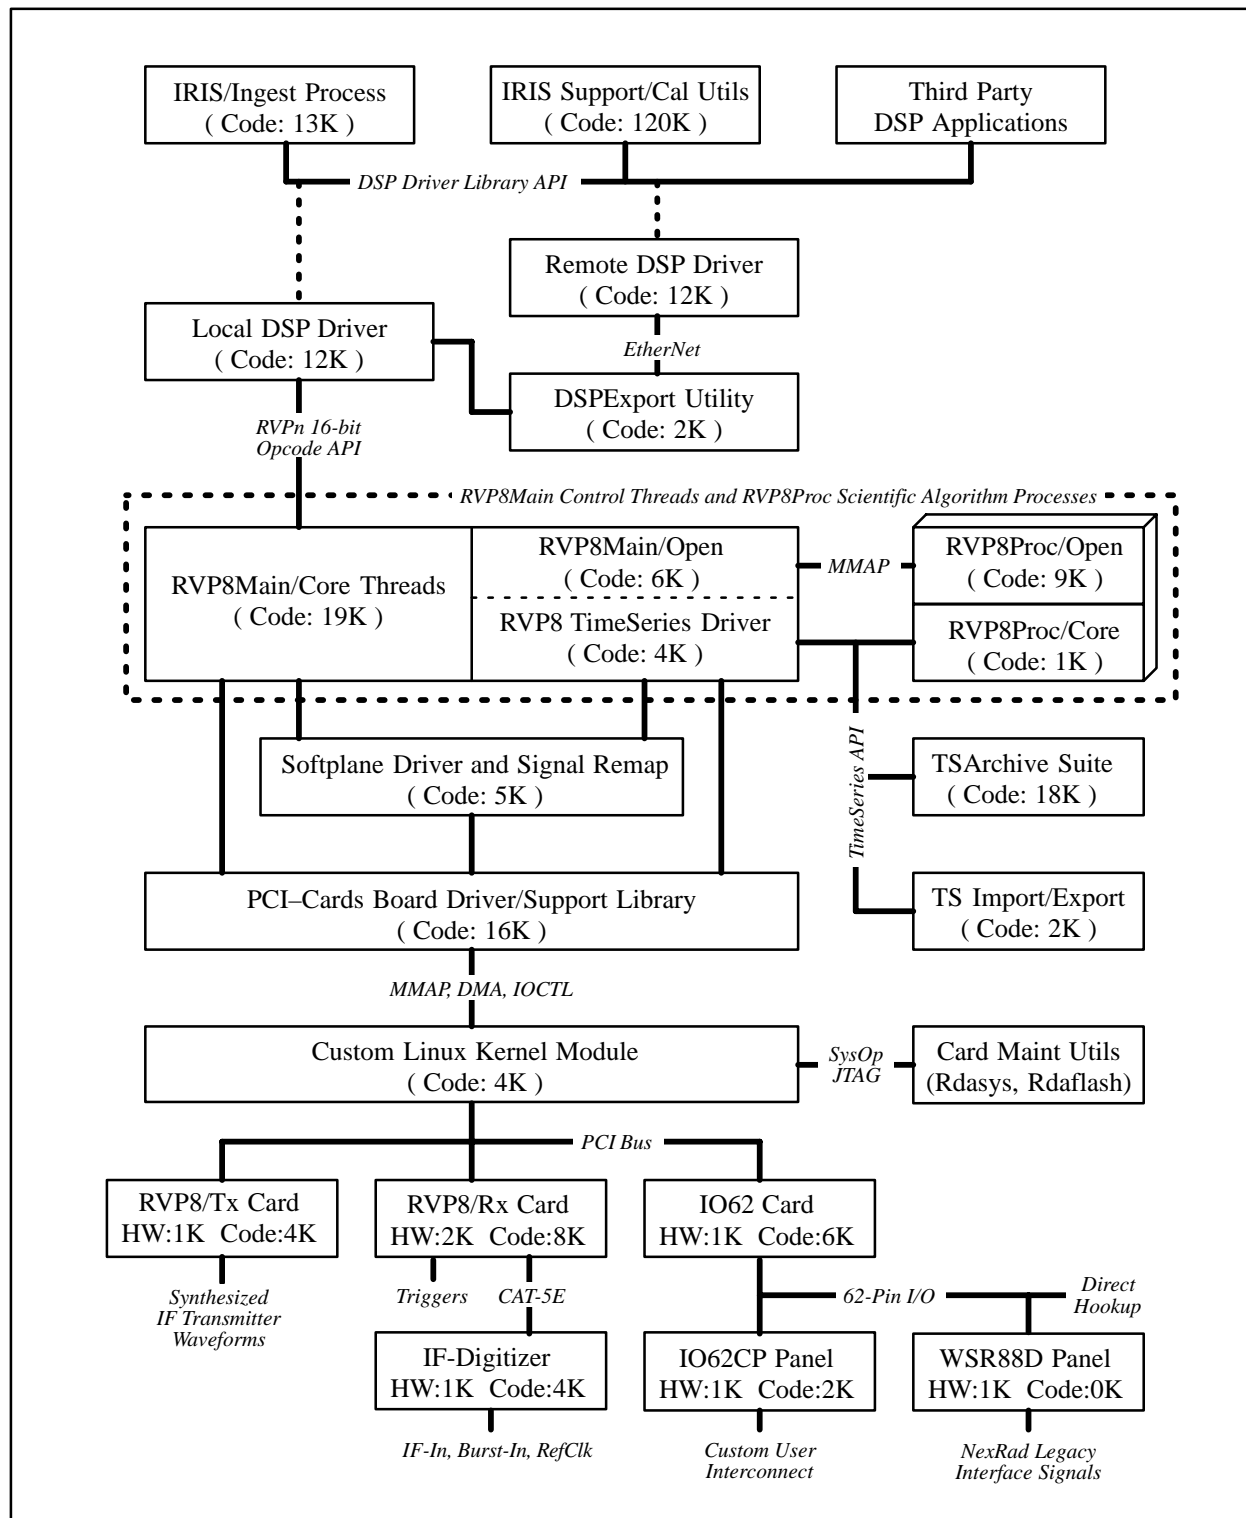 IRIS/Ingest Process
( Code: 13K )
IRIS Support/Cal Utils
( Code: 120K )
Third Party
DSP Applications
DSP Driver Library API
Remote DSP Driver
( Code: 12K )
Local DSP Driver
( Code: 12K )
EtherNet
DSPExport Utility
( Code: 2K )
RVPn 16-bit
Opcode API
RVP8Main Control Threads and RVP8Proc Scientific Algorithm Processes
RVP8Main/Core Threads
( Code: 19K )
RVP8Main/Open
( Code: 6K )
MMAP
RVP8Proc/Open
( Code: 9K )
RVP8 TimeSeries Driver
( Code: 4K )
RVP8Proc/Core
( Code: 1K )
TimeSeries API
Softplane Driver and Signal Remap
( Code: 5K )
TSArchive Suite
( Code: 18K )
PCI–Cards Board Driver/Support Library
( Code: 16K )
TS Import/Export
( Code: 2K )
MMAP, DMA, IOCTL
Custom Linux Kernel Module
( Code: 4K )
SysOp
JTAG
Card Maint Utils
(Rdasys, Rdaflash)
PCI Bus
RVP8/Tx Card
HW:1K Code:4K
RVP8/Rx Card
HW:2K Code:8K
IO62 Card
HW:1K Code:6K
Synthesized
IF Transmitter
Waveforms
Triggers
CAT-5E
62-Pin I/O
Direct
Hookup
IF-Digitizer
HW:1K Code:4K
IO62CP Panel
HW:1K Code:2K
WSR88D Panel
HW:1K Code:0K
IF-In, Burst-In, RefClk
Custom User
Interconnect
NexRad Legacy
Interface Signals